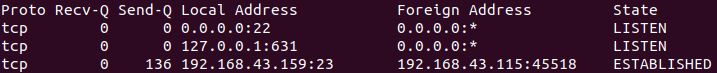 Proto Recv-Q Send-Q Local Address Foreign Address State
tcp 0 0 0.0.0.0:22 0.0.0.0:* LISTEN
tcp 0 0 127.0.0.1:631 0.0.0.0:* LISTEN
tcp 0 136 192.168.43.159:23 192.168.43.115:45518 ESTABLISHED